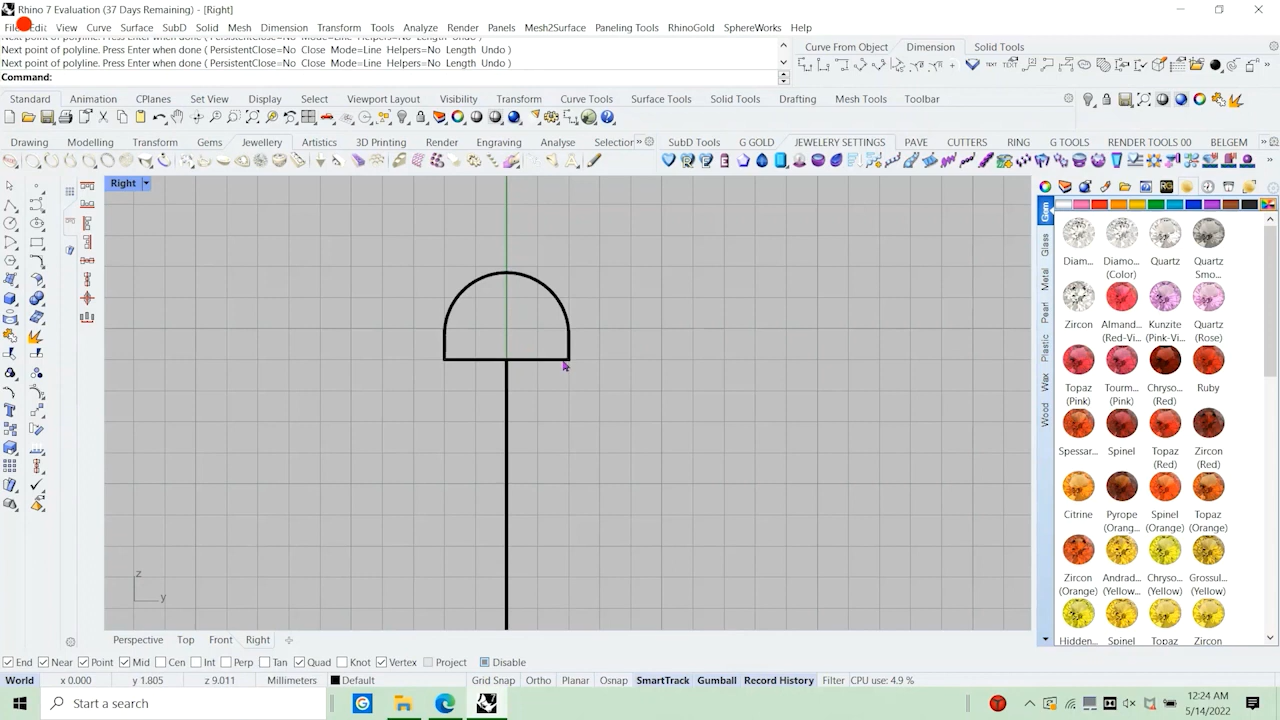 Rhino 7 Evaluation (37 Days Remaining) - [Right]
File Edit View Curve Surface SubD Solid Mesh Dimension Transform Tools Analyze Render Panels Mesh2Surface Paneling Tools RhinoGold SphereWorks Help
Next point of polyline. Press Enter when done ( PersistentClose=No Close Mode=Line Helpers=No Length Undo )
Next point of polyline. Press Enter when done ( PersistentClose=No Close Mode=Line Helpers=No Length Undo )
Command:
Curve From Object Dimension Solid Tools
Standard Animation CPlanes Set View Display Select Viewport Layout Visibility Transform Curve Tools Surface Tools Solid Tools Drafting Mesh Tools Toolbar
Drawing Modelling Transform Gems Jewellery Artistics 3D Printing Render Engraving Analyse Selection » SubD Tools G GOLD JEWELERY SETTINGS PAVE CUTTERS RING G TOOLS RENDER TOOLS 00 BELGEM »
Right
Gem
Glass
Metal
Pearl
Plastic
Wax
Wood
Diam... Diamo... (Color) Quartz Quartz Smo...
Zircon Almand... (Red-Vi... Kunzite (Pink-Vi... Quartz (Rose)
Topaz (Pink) Tourm... (Pink) Chryso... (Red) Ruby
Spessar... Spinel Topaz (Red) Zircon (Red)
Citrine Pyrope (Orang... Spinel (Orange) Topaz (Orange)
Zircon (Orange) Andrad... (Yellow... Chryso... (Yellow) Grossul... (Yellow)
Hidden... Spinel Topaz Zircon
z
y
Perspective Top Front Right
End Near Point Mid Cen Int Perp Tan Quad Knot Vertex Project Disable
World x 0.000 y 1.805 z 9.011 Millimeters Default Grid Snap Ortho Planar Osnap SmartTrack Gumball Record History Filter CPU use: 4.9 %
Start a search
12:24 AM
5/14/2022